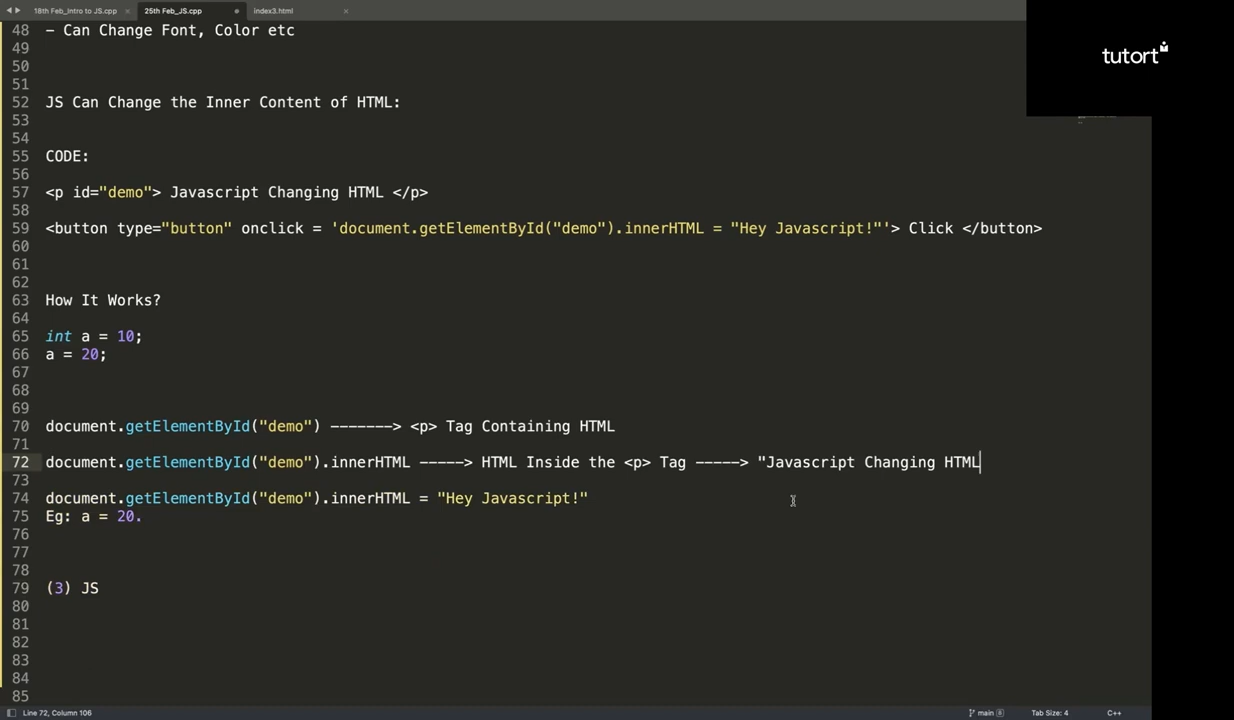 18th Feb_Intro to JS.cpp 25th Feb_JS.cpp index3.html
tutort
48 - Can Change Font, Color etc
49
50
51
52 JS Can Change the Inner Content of HTML:
53
54
55 CODE:
56
57 <p id="demo"> Javascript Changing HTML </p>
58
59 <button type="button" onclick = 'document.getElementById("demo").innerHTML = "Hey Javascript!"'> Click </button>
60
61
62
63 How It Works?
64
65 int a = 10;
66 a = 20;
67
68
69
70 document.getElementById("demo") -------> <p> Tag Containing HTML
71
72 document.getElementById("demo").innerHTML -----> HTML Inside the <p> Tag -----> "Javascript Changing HTML
73
74 document.getElementById("demo").innerHTML = "Hey Javascript!"
75 Eg: a = 20.
76
77
78
79 (3) JS
80
81
82
83
84
85
Line 72, Column 106 main 8 Tab Size: 4 C++